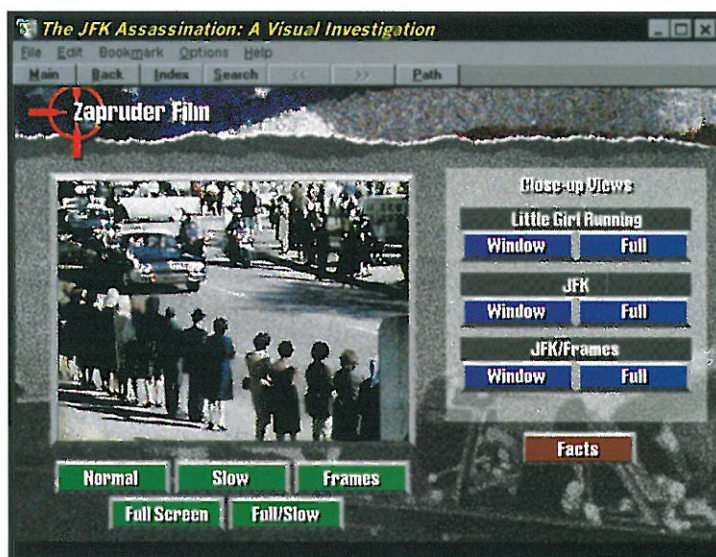 The JFK Assassination: A Visual Investigation
File Edit Bookmark Options Help
Main Back Index Search << >> Path
Zapruder Film
Close-up Views
Little Girl Running
Window Full
JFK
Window Full
JFK/Frames
Window Full
Facts
Normal Slow Frames
Full Screen Full/Slow